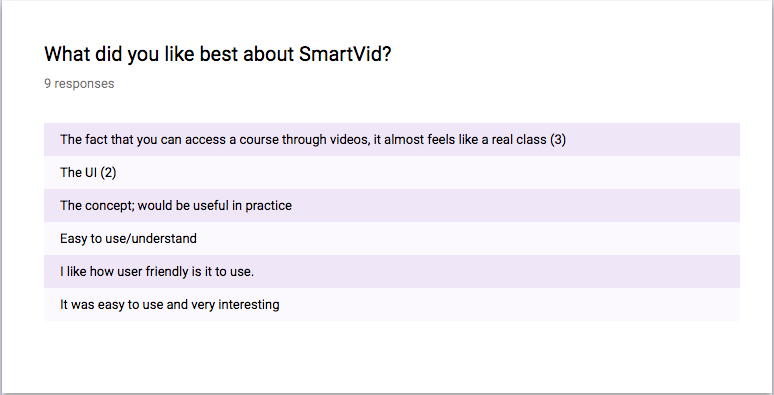 What did you like best about SmartVid?
9 responses
The fact that you can access a course through videos, it almost feels like a real class (3)
The UI (2)
The concept; would be useful in practice
Easy to use/understand
I like how user friendly is it to use.
It was easy to use and very interesting